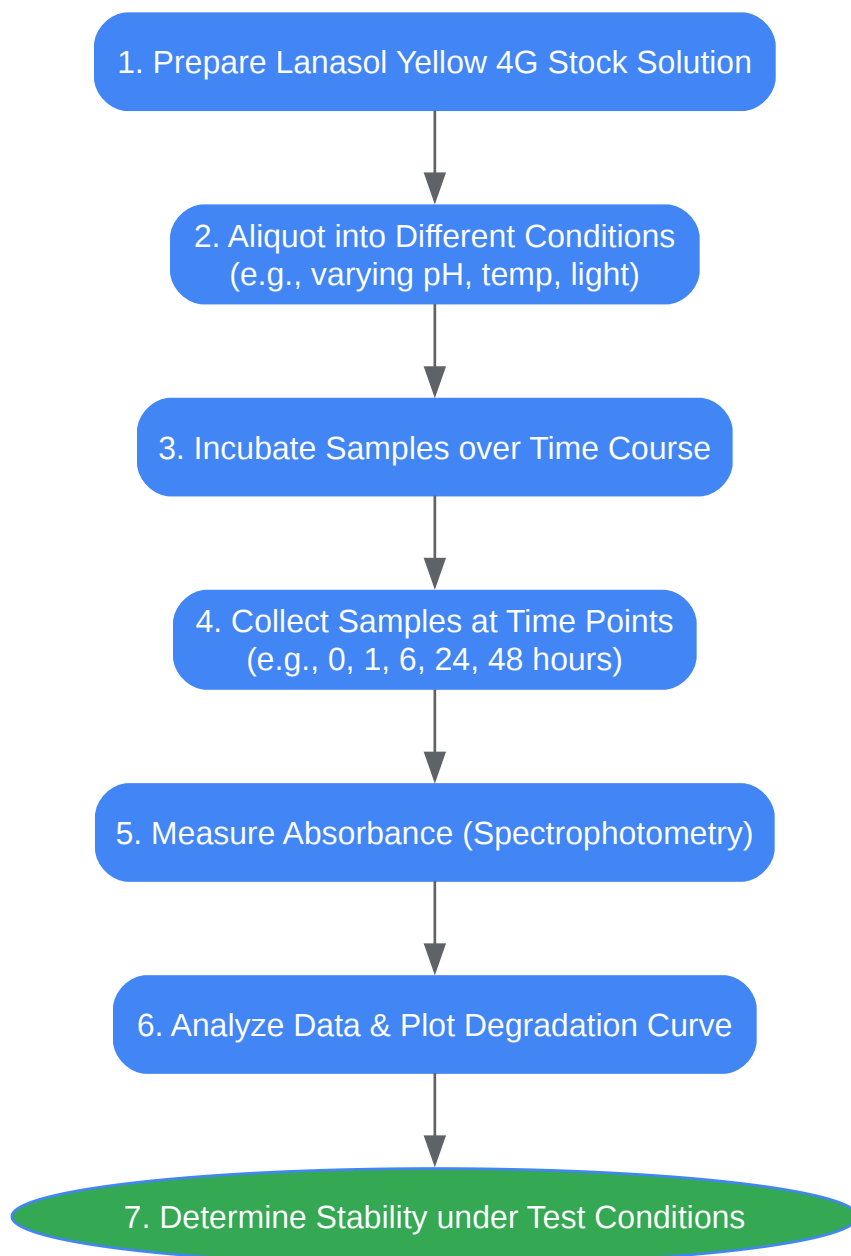 1. Prepare Lanasol Yellow 4G Stock Solution
2. Aliquot into Different Conditions
(e.g., varying pH, temp, light)
3. Incubate Samples over Time Course
4. Collect Samples at Time Points
(e.g., 0, 1, 6, 24, 48 hours)
5. Measure Absorbance (Spectrophotometry)
6. Analyze Data & Plot Degradation Curve
7. Determine Stability under Test Conditions